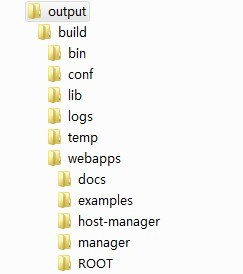 output
build
bin
conf
lib
logs
temp
webapps
docs
examples
host-manager
manager
ROOT